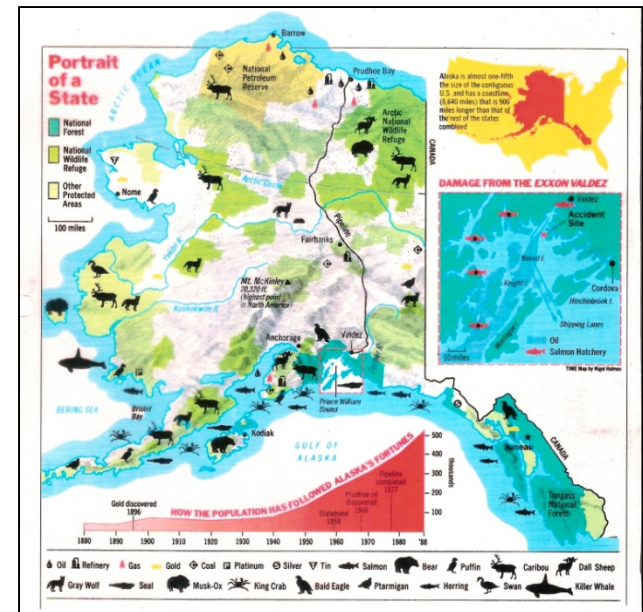 Portrait
of a
State
National
Forest
National
Wildlife
Refuge
Other
Protected
Areas
100 miles
ARCTIC OCEAN
Barrow
National
Petroleum
Reserve
Prudhoe Bay
Arctic
National
Wildlife
Refuge
CANADA
Arctic Circle
Nome
Yukon R.
Pipeline
Fairbanks
Mt. McKinley
20,320 ft.
(highest point
in North America)
Kuskokwim R.
Anchorage
Valdez
Prince William
Sound
BERING SEA
Bristol
Bay
Kodiak
GULF OF
ALASKA
Juneau
CANADA
Tongass
National
Forest
Alaska is almost one-fifth
the size of the contiguous
U.S. and has a coastline
(6,640 miles) that is 906
miles longer than that of
the rest of the states
combined
DAMAGE FROM THE EXXON VALDEZ
Valdez
Accident
Site
Naked I.
Knight I.
Cordova
Hinchinbrook I.
Montague I.
Shipping Lanes
10 miles
Oil
Salmon Hatchery
TIME Map by Nigel Holmes
HOW THE POPULATION HAS FOLLOWED ALASKA'S FORTUNES
Gold discovered
1896
Statehood
1959
Prudhoe oil
discovered
1968
Pipeline
completed
1977
500
400
300
200
100
thousands
1880 1890 1900 1910 1920 1930 1940 1950 1960 1970 '88
Oil Refinery Gas Gold Coal Platinum Silver Tin Salmon Bear Puffin Caribou Dall Sheep
Gray Wolf Seal Musk-Ox King Crab Bald Eagle Ptarmigan Herring Swan Killer Whale